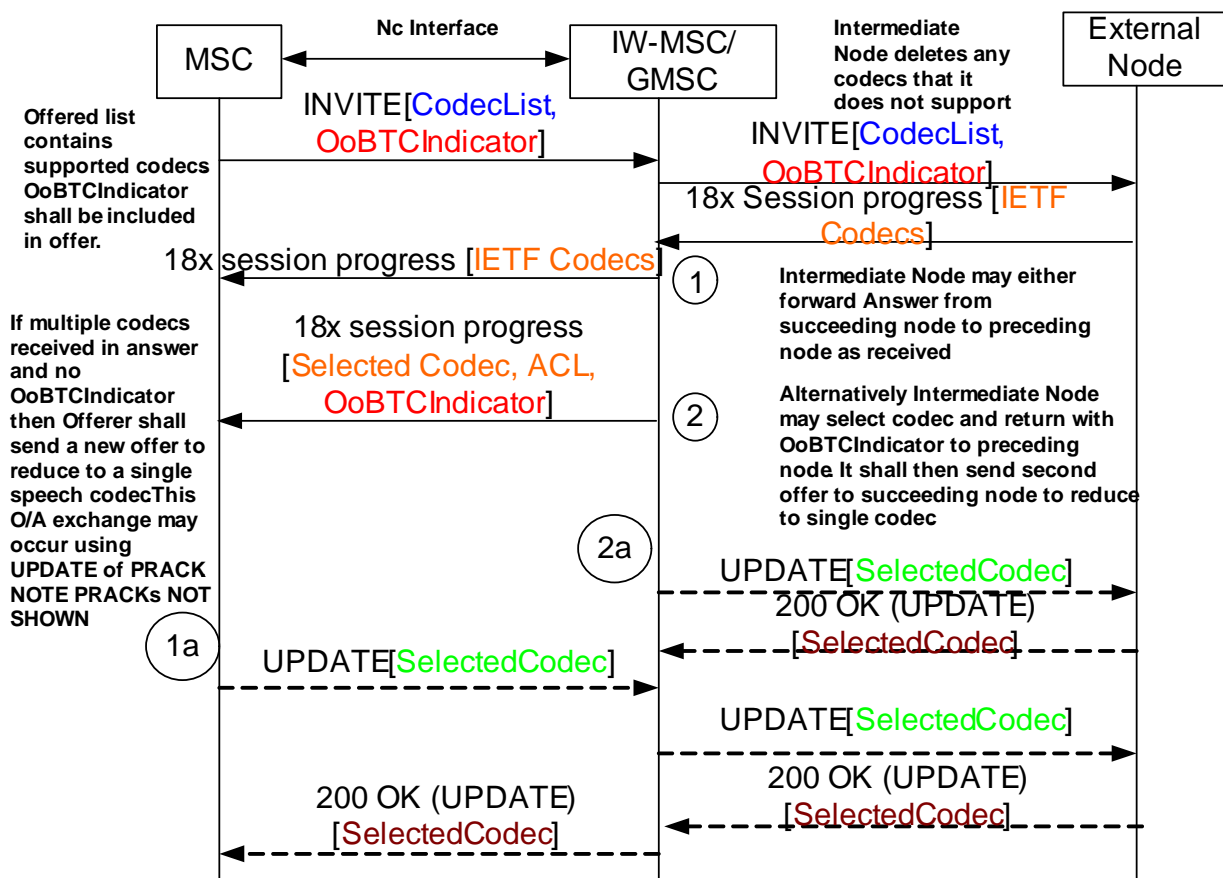 MSC
Nc Interface
IW-MSC/
GMSC
Intermediate
Node deletes any
codecs that it
does not support
External
Node
Offered list
contains
supported codecs
OoBTCIndicator
shall be included
in offer.
INVITE[CodecList,
OoBTCIndicator]
INVITE[CodecList,
OoBTCIndicator]
18x Session progress [IETF
Codecs]
18x session progress [IETF Codecs]
1
Intermediate Node may either
forward Answer from
succeeding node to preceding
node as received
If multiple codecs
received in answer
and no
OoBTCIndicator
then Offerer shall
send a new offer to
reduce to a single
speech codecThis
O/A exchange may
occur using
UPDATE of PRACK
NOTE PRACKs NOT
SHOWN
18x session progress
[Selected Codec, ACL,
OoBTCIndicator]
2
Alternatively Intermediate Node
may select codec and return with
OoBTCIndicator to preceding
node. It shall then send second
offer to succeeding node to reduce
to single codec
2a
UPDATE[SelectedCodec]
200 OK (UPDATE)
[SelectedCodec]
1a
UPDATE[SelectedCodec]
UPDATE[SelectedCodec]
200 OK (UPDATE)
[SelectedCodec]
200 OK (UPDATE)
[SelectedCodec]